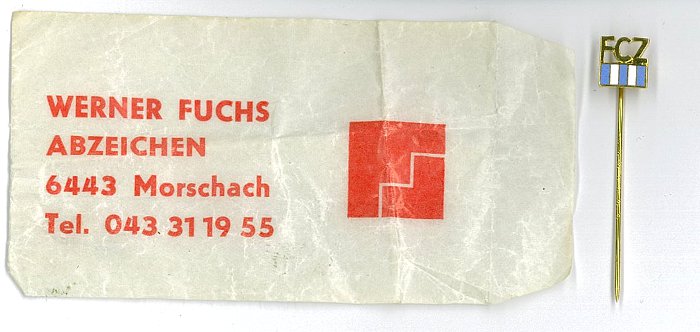 WERNER FUCHS
ABZEICHEN
6443 Morschach
Tel. 043 31 19 55
FCZ